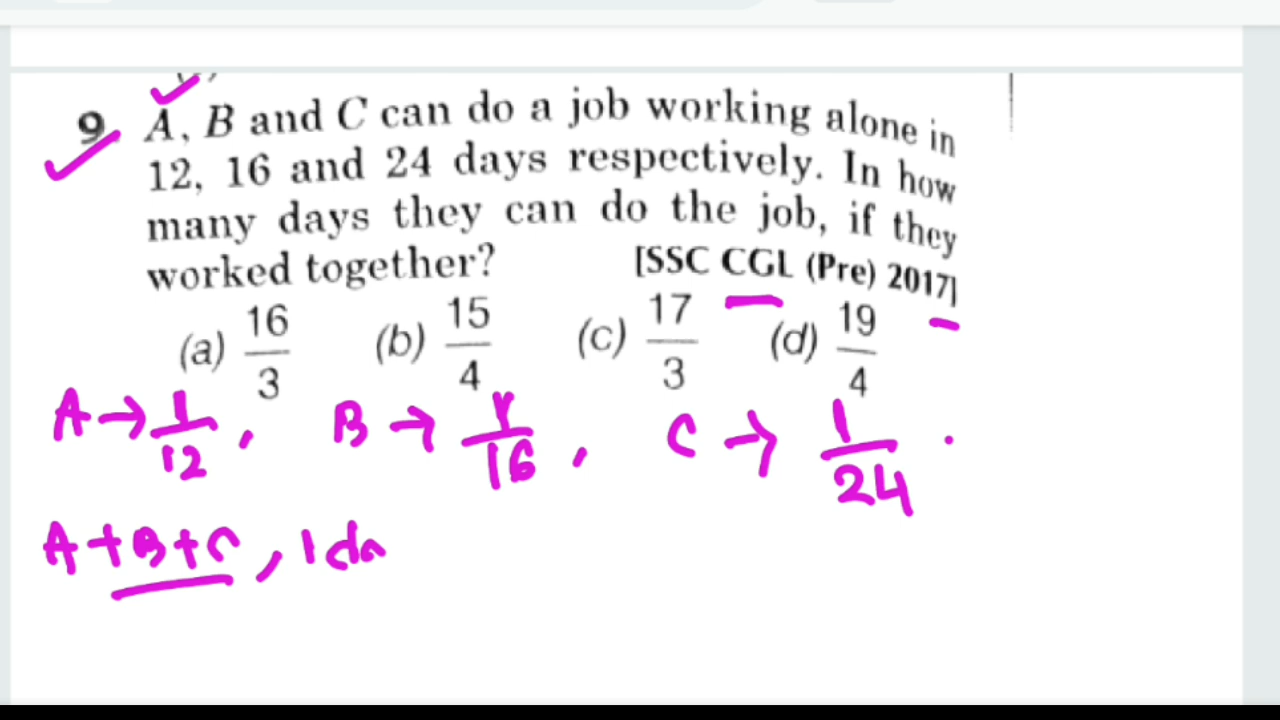 9. A, B and C can do a job working alone in
12, 16 and 24 days respectively. In how
many days they can do the job, if they
worked together? [SSC CGL (Pre) 2017]
(a) 16/3 (b) 15/4 (c) 17/3 (d) 19/4
A→1/12, B→1/16, C→1/24.
A+B+C, 1 da